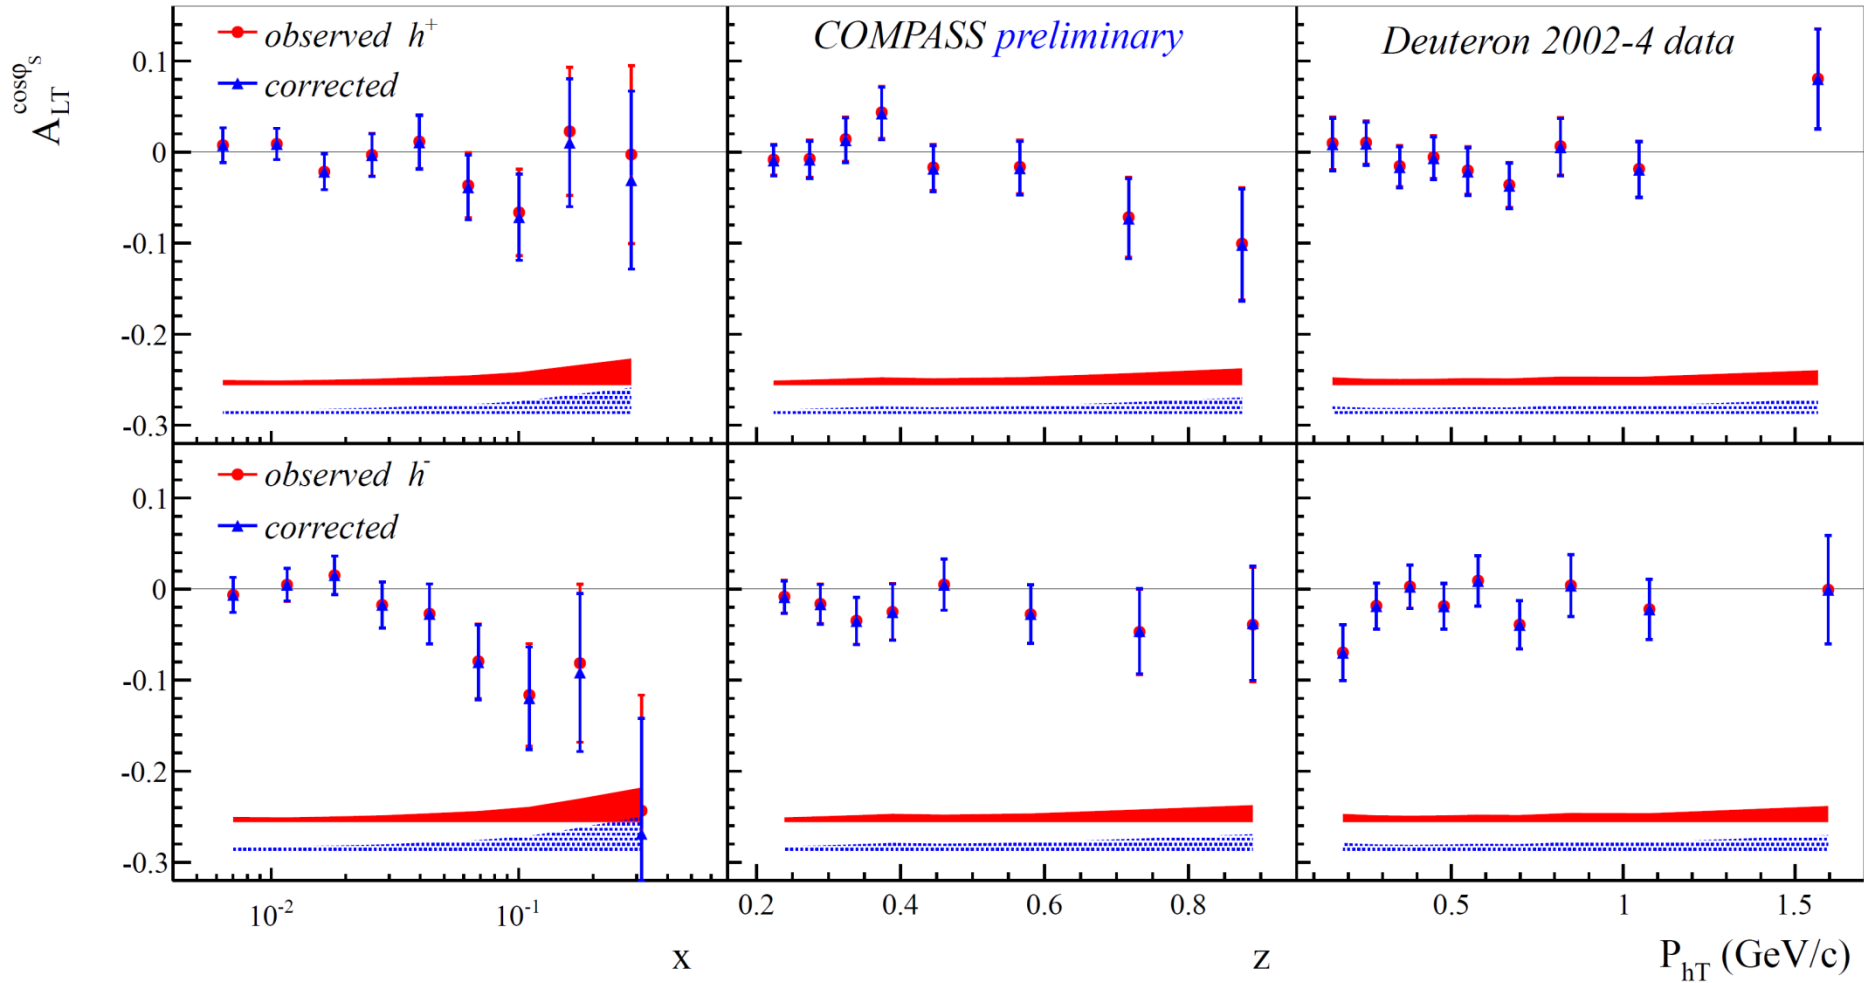 A_LT^cosφ_s
observed h⁺
corrected
COMPASS preliminary
Deuteron 2002-4 data
0.1
0
-0.1
-0.2
-0.3
observed h⁻
corrected
0.1
0
-0.1
-0.2
-0.3
10⁻² 10⁻¹ 0.2 0.4 0.6 0.8 0.5 1 1.5
x z P_hT (GeV/c)